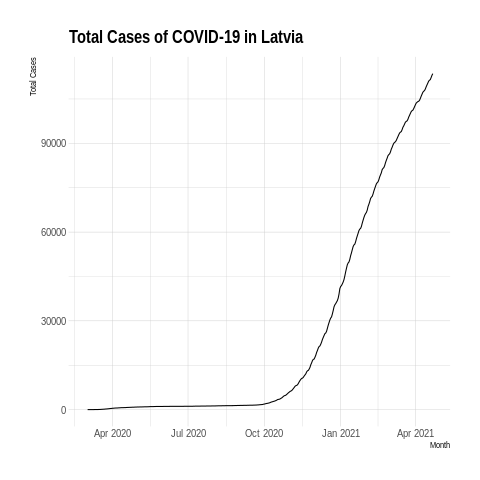 Total Cases of COVID-19 in Latvia
Total Cases
90000
60000
30000
0
Apr 2020 Jul 2020 Oct 2020 Jan 2021 Apr 2021
Month